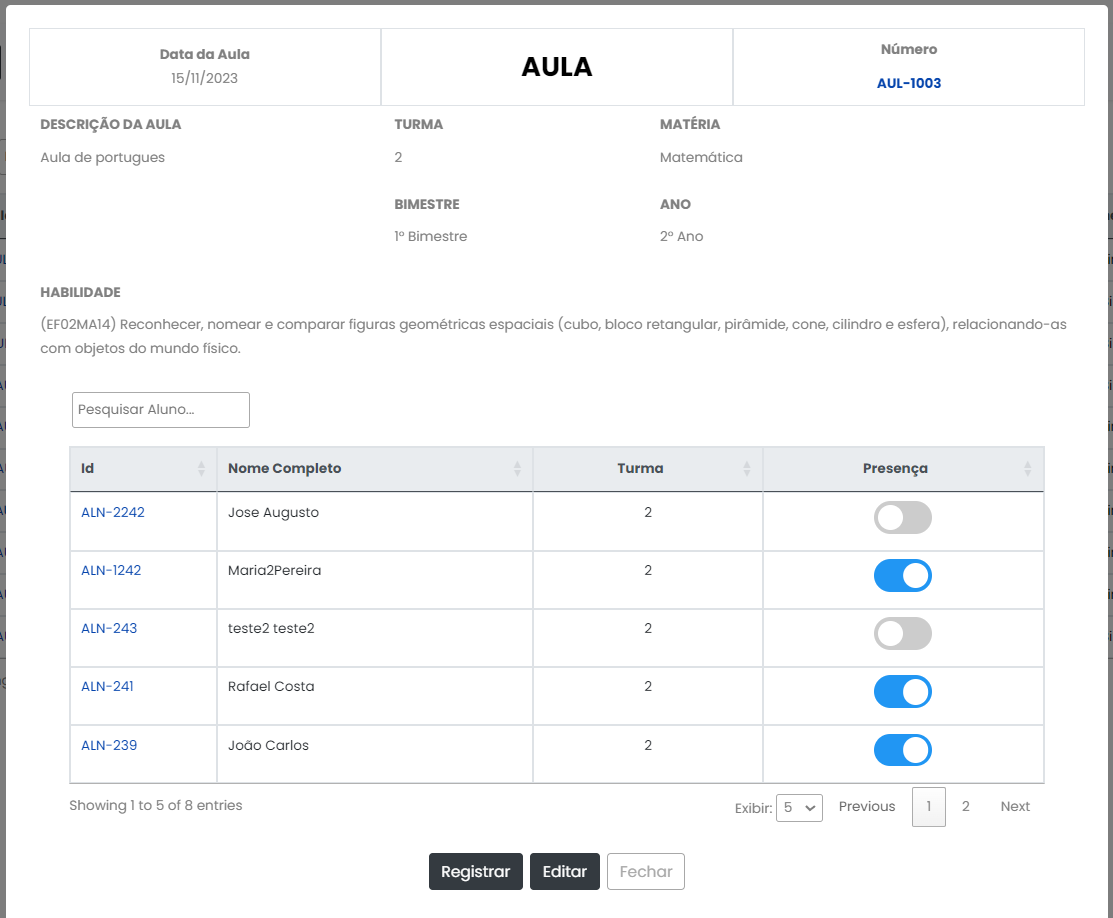 Data da Aula
15/11/2023
AULA
Número
AUL-1003
DESCRIÇÃO DA AULA
TURMA
MATÉRIA
Aula de portugues
2
Matemática
BIMESTRE
ANO
1º Bimestre
2º Ano
HABILIDADE
(EF02MA14) Reconhecer, nomear e comparar figuras geométricas espaciais (cubo, bloco retangular, pirâmide, cone, cilindro e esfera), relacionando-as
com objetos do mundo físico.
Pesquisar Aluno...
Id Nome Completo Turma Presença
ALN-2242 Jose Augusto 2
ALN-1242 Maria2Pereira 2
ALN-243 teste2 teste2 2
ALN-241 Rafael Costa 2
ALN-239 João Carlos 2
Showing 1 to 5 of 8 entries
Exibir: 5 Previous 1 2 Next
Registrar Editar Fechar